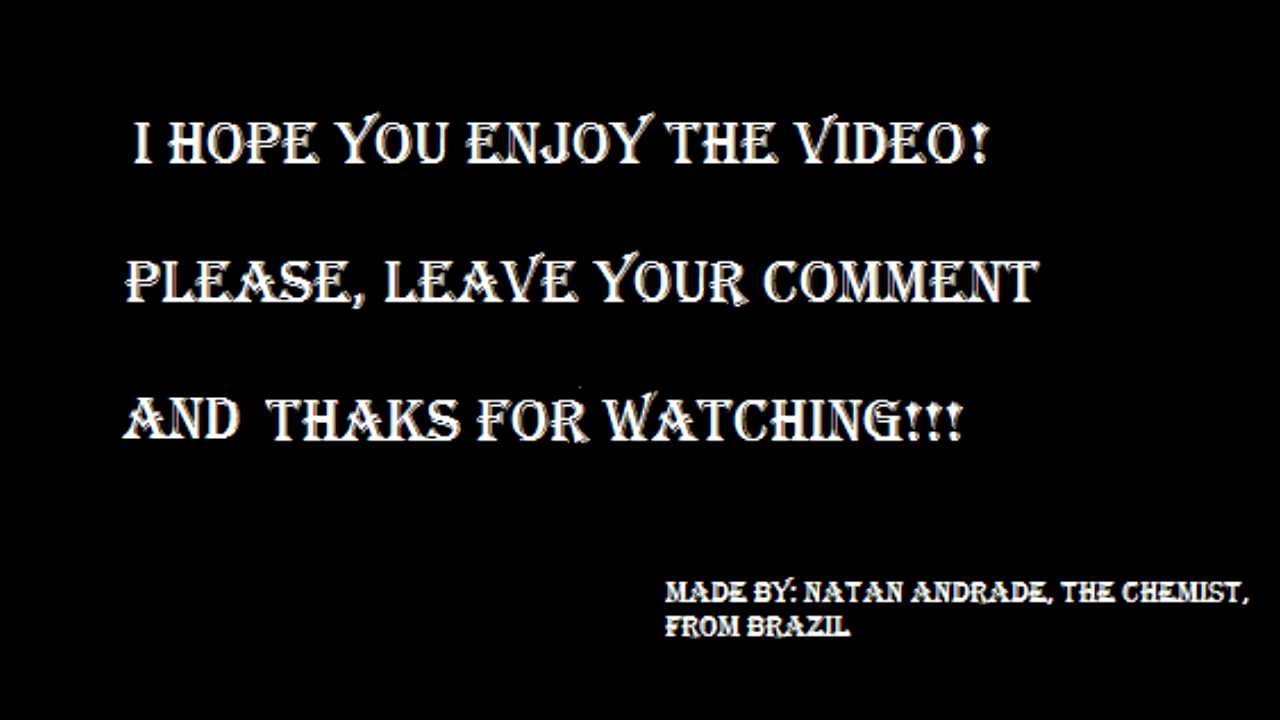 I HOPE YOU ENJOY THE VIDEO!
PLEASE, LEAVE YOUR COMMENT
AND THAKS FOR WATCHING!!!
MADE BY: NATAN ANDRADE, THE CHEMIST,
FROM BRAZIL